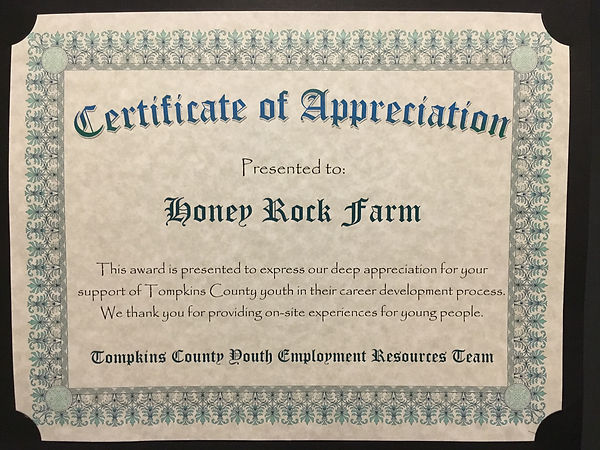 Certificate of Appreciation
Presented to:
Honey Rock Farm
This award is presented to express our deep appreciation for your
support of Tompkins County youth in their career development process.
We thank you for providing on-site experiences for young people.
Tompkins County Youth Employment Resources Team